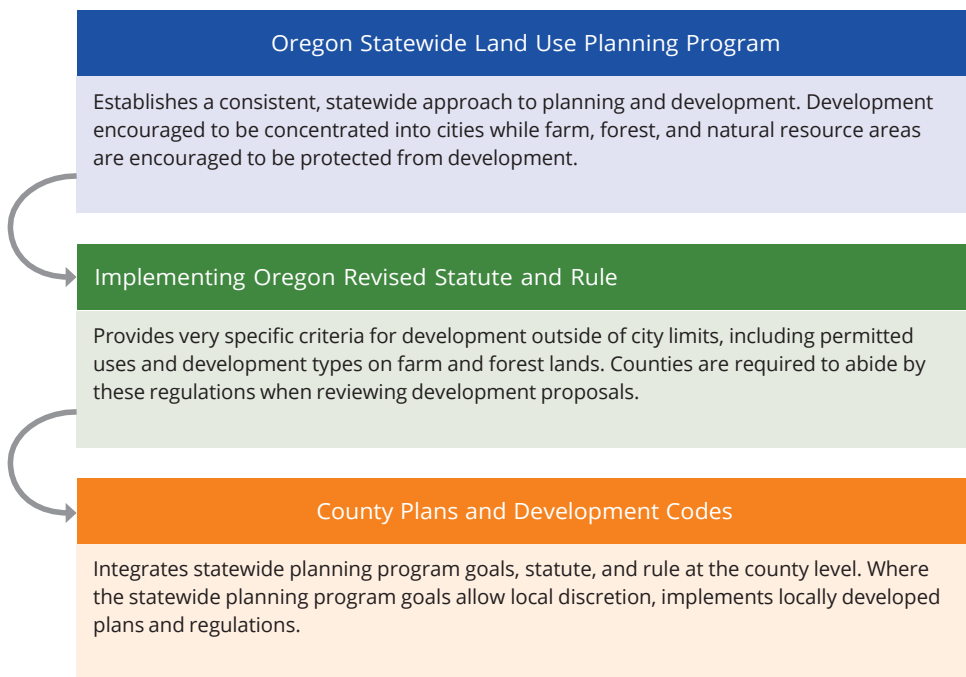 Oregon Statewide Land Use Planning Program
Establishes a consistent, statewide approach to planning and development. Development
encouraged to be concentrated into cities while farm, forest, and natural resource areas
are encouraged to be protected from development.
Implementing Oregon Revised Statute and Rule
Provides very specific criteria for development outside of city limits, including permitted
uses and development types on farm and forest lands. Counties are required to abide by
these regulations when reviewing development proposals.
County Plans and Development Codes
Integrates statewide planning program goals, statute, and rule at the county level. Where
the statewide planning program goals allow local discretion, implements locally developed
plans and regulations.